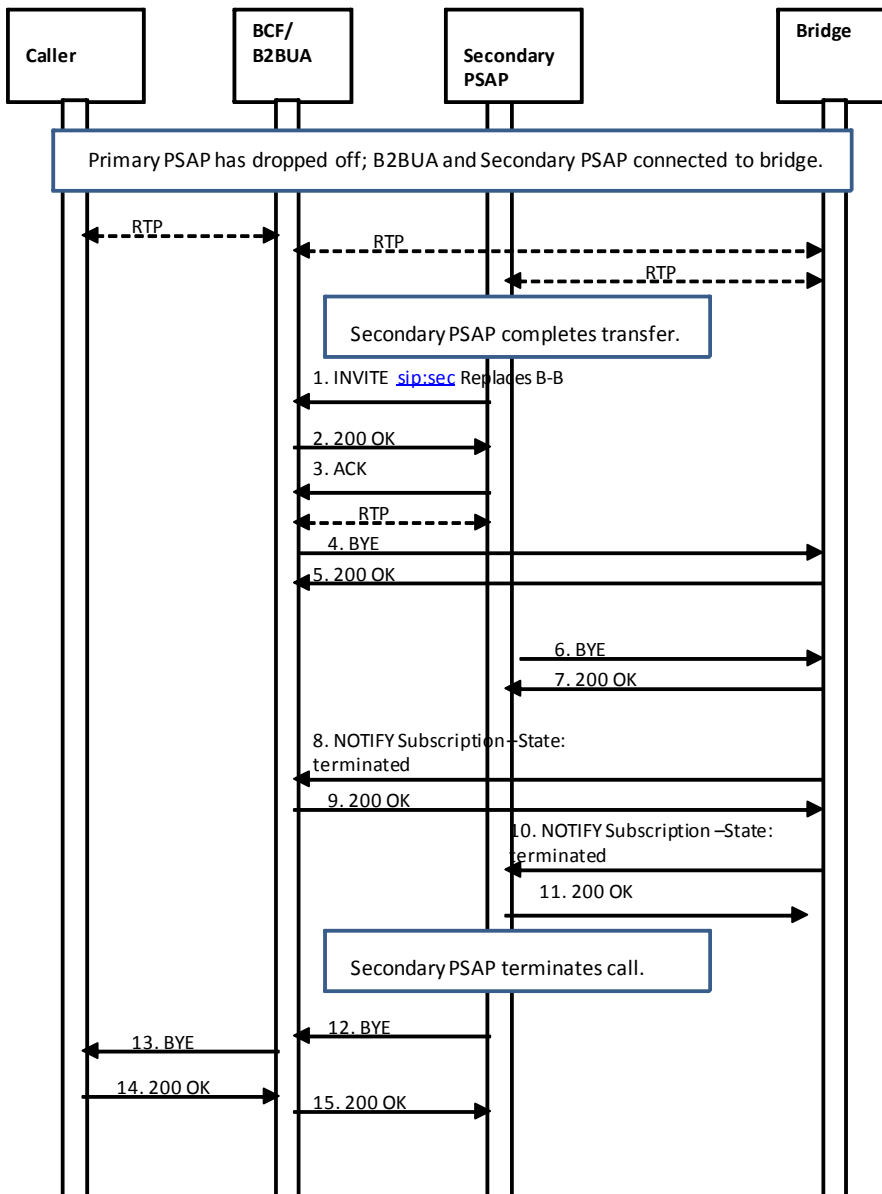 Caller
BCF/
B2BUA
Secondary
PSAP
Bridge
Primary PSAP has dropped off; B2BUA and Secondary PSAP connected to bridge.
RTP
RTP
RTP
Secondary PSAP completes transfer.
1. INVITE sip:sec Replaces B-B
2. 200 OK
3. ACK
RTP
4. BYE
5. 200 OK
6. BYE
7. 200 OK
8. NOTIFY Subscription –State:
terminated
9. 200 OK
10. NOTIFY Subscription –State:
terminated
11. 200 OK
Secondary PSAP terminates call.
12. BYE
13. BYE
14. 200 OK
15. 200 OK